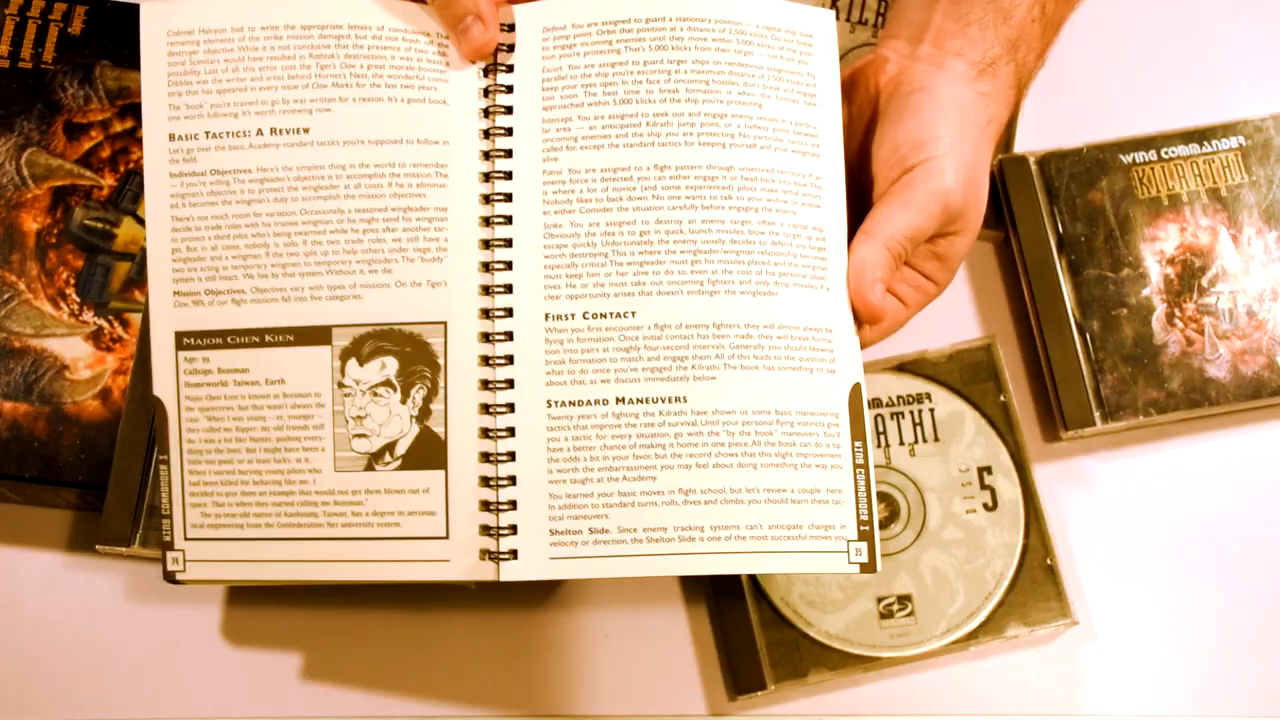 Colonel Halcyon had to write the appropriate letters of condolence. The
remaining elements of the strike mission damaged, but did not finish off, the
destroyer objective. While it is not conclusive that the presence of two addi-
tional Scimitars would have resulted in Ralitak's destruction, it was at least a
possibility. Last of all, this error cost the Tiger's Claw a great morale-booster:
Dibbles was the writer and artist behind Hornet's Nest, the wonderful comic
strip that has appeared in every issue of Claw Marks for the last two years.
The "book" you're trained to go by was written for a reason. It's a good book,
one worth following. It's worth reviewing now.
BASIC TACTICS: A REVIEW
Let's go over the basic, Academy-standard tactics you're supposed to follow in
the field.
Individual Objectives. Here's the simplest thing in the world to remember
— if you're willing. The wingleader's objective is to accomplish the mission. The
wingman's objective is to protect the wingleader at all costs. If he is eliminat-
ed, it becomes the wingman's duty to accomplish the mission objectives.
There's not much room for variation. Occasionally, a seasoned wingleader may
decide to trade roles with his trainee wingman, or he might send his wingman
to protect a third pilot who's being swarmed while he goes after another tar-
get. But in all cases, nobody is solo. If the two trade roles, we still have a
wingleader and a wingman. If the two split up to help others under siege, the
two are acting as temporary wingmen to temporary wingleaders. The "buddy"
system is still intact. We live by that system. Without it, we die.
Mission Objectives. Objectives vary with types of missions. On the Tiger's
Claw, 98% of our flight missions fall into five categories:
MAJOR CHEN KIEN
Age: 39
Callsign: Bossman
Homeworld: Taiwan, Earth
Major Chen Kien is known as Bossman to
the spacecrews, but that wasn't always the
case. "When I was young — er, younger —
they called me Ripper; my old friends still
do. I was a lot like Hunter, pushing every-
thing to the limit. But I might have been a
little too good, or at least lucky, at it.
When I started burying young pilots who
had been killed for behaving like me, I
decided to give them an example that would not get them blown out of
space. That is when they started calling me Bossman."
The 39-year-old native of Kaohsiung, Taiwan, has a degree in aeronau-
tical engineering from the Confederation Net university system.
WING COMMANDER I
34
Defend. You are assigned to guard a stationary position — a capital ship, base
or jump point. Orbit that position at a distance of 2,500 klicks. Do not break
to engage incoming enemies until they move within 5,000 klicks of the posi-
tion you're protecting. That's 5,000 klicks from their target — not from you.
Escort. You are assigned to guard larger ships on rendezvous assignments. Fly
parallel to the ship you're escorting at a maximum distance of 2,500 klicks and
keep your eyes open. In the face of oncoming hostiles, don't break and engage
too soon. The best time to break formation is when the hostiles have
approached within 5,000 klicks of the ship you're protecting.
Intercept. You are assigned to seek out and engage enemy vessels in a particu-
lar area — an anticipated Kilrathi jump point, or a halfway point between
oncoming enemies and the ship you are protecting. No particular tactics are
called for, except the standard tactics for keeping yourself and your wingmate
alive.
Patrol. You are assigned to a flight pattern through unsecured territory. If an
enemy force is detected, you can either engage it or head back into base. This
is where a lot of novice (and some experienced) pilots make lethal errors.
Nobody likes to back down. No one wants to talk to your widow or widow-
er, either. Consider the situation carefully before engaging the enemy.
Strike. You are assigned to destroy an enemy target, often a capital ship.
Obviously, the idea is to get in quick, launch missiles, blow the target up and
escape quickly. Unfortunately, the enemy usually decides to defend any target
worth destroying. This is where the wingleader/wingman relationship becomes
especially critical. The wingleader must get his missiles placed, and the wingman
must keep him or her alive to do so, even at the cost of his personal objec-
tives. He or she must take out oncoming fighters and only drop missiles if a
clear opportunity arises that doesn't endanger the wingleader.
FIRST CONTACT
When you first encounter a flight of enemy fighters, they will almost always be
flying in formation. Once initial contact has been made, they will break forma-
tion into pairs at roughly four-second intervals. Generally, you should likewise
break formation to match and engage them. All of this leads to the question of
what to do once you've engaged the Kilrathi. The book has something to say
about that, as we discuss immediately below.
STANDARD MANEUVERS
Twenty years of fighting the Kilrathi have shown us some basic maneuvering
tactics that improve the rate of survival. Until your personal flying instincts give
you a tactic for every situation, go with the "by the book" maneuvers. You'll
have a better chance of making it home in one piece. All the book can do is tip
the odds a bit in your favor, but the record shows that this slight improvement
is worth the embarrassment you may feel about doing something the way you
were taught at the Academy.
You learned your basic moves in flight school, but let's review a couple here.
In addition to standard turns, rolls, dives and climbs, you should learn these tac-
tical maneuvers:
Shelton Slide. Since enemy tracking systems can't anticipate changes in
velocity or direction, the Shelton Slide is one of the most successful moves you
WING COMMANDER I
35
WING COMMANDER
KILRATHI
MMANDER
ATHI
DISC 5